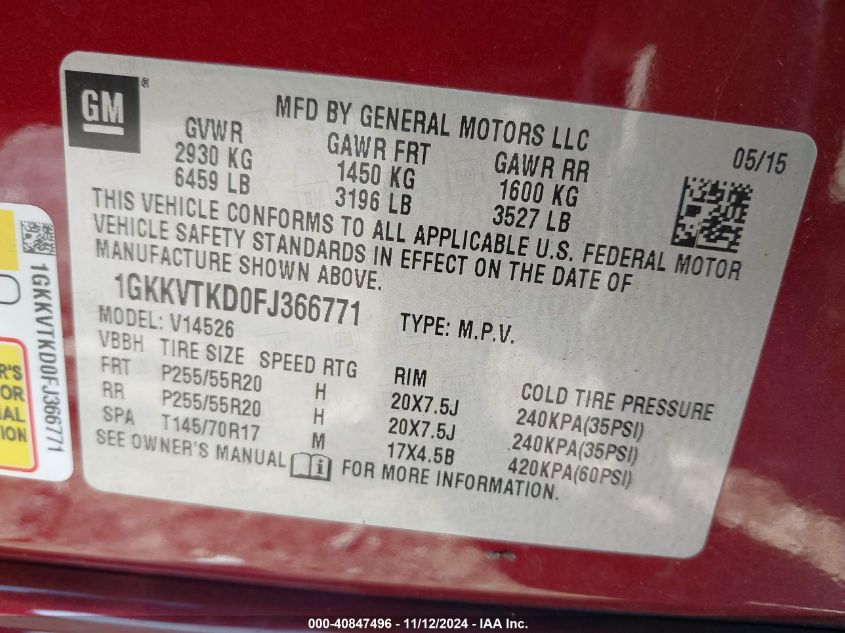 GM ®
MFD BY GENERAL MOTORS LLC
GVWR GAWR FRT GAWR RR 05/15
2930 KG 1450 KG 1600 KG
6459 LB 3196 LB 3527 LB
THIS VEHICLE CONFORMS TO ALL APPLICABLE U.S. FEDERAL MOTOR
VEHICLE SAFETY STANDARDS IN EFFECT ON THE DATE OF
MANUFACTURE SHOWN ABOVE.
1GKKVTKD0FJ366771 TYPE: M.P.V.
MODEL: V14526
VBBH TIRE SIZE SPEED RTG RIM COLD TIRE PRESSURE
FRT P255/55R20 H 20X7.5J 240KPA(35PSI)
RR P255/55R20 H 20X7.5J 240KPA(35PSI)
SPA T145/70R17 M 17X4.5B 420KPA(60PSI)
SEE OWNER'S MANUAL i FOR MORE INFORMATION.
1GKKVTKD0FJ366771
000-40847496 - 11/12/2024 - IAA Inc.